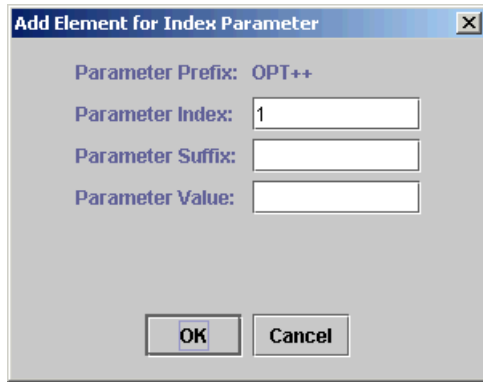 Add Element for Index Parameter
Parameter Prefix: OPT++
Parameter Index: 1
Parameter Suffix:
Parameter Value:
OK Cancel